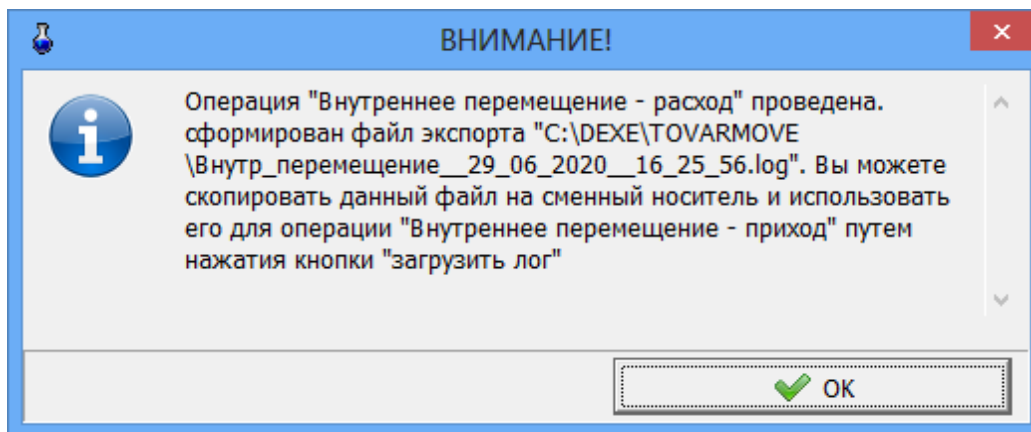 ВНИМАНИЕ!
Операция "Внутреннее перемещение - расход" проведена.
сформирован файл экспорта "C:\DEXE\TOVARMOVE
\Внутр_перемещение__29_06_2020__16_25_56.log". Вы можете
скопировать данный файл на сменный носитель и использовать
его для операции "Внутреннее перемещение - приход" путем
нажатия кнопки "загрузить лог"
OK